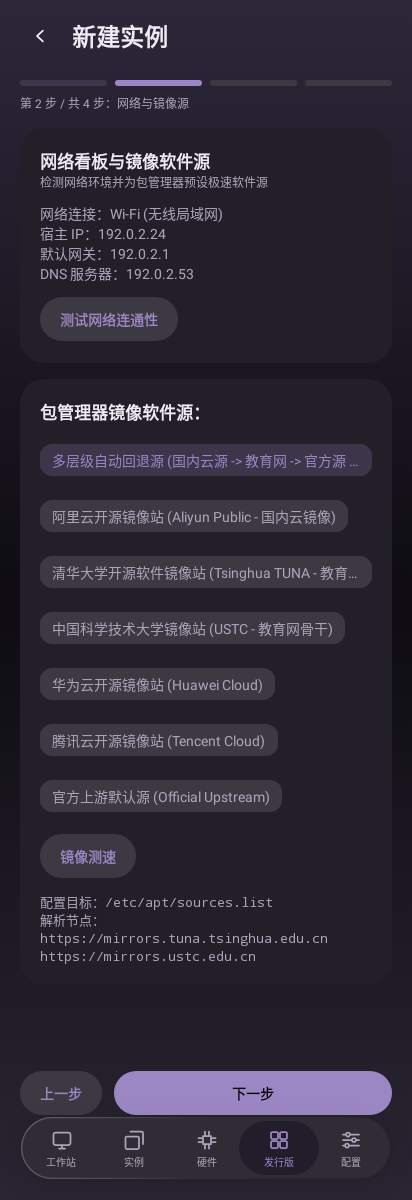 新建实例
第 2 步 / 共 4 步：网络与镜像源
网络看板与镜像软件源
检测网络环境并为包管理器预设极速软件源
网络连接：Wi-Fi (无线局域网)
宿主 IP：192.0.2.24
默认网关：192.0.2.1
DNS 服务器：192.0.2.53
测试网络连通性
包管理器镜像软件源：
多层级自动回退源 (国内云源 -> 教育网 -> 官方源 ...
阿里云开源镜像站 (Aliyun Public - 国内云镜像)
清华大学开源软件镜像站 (Tsinghua TUNA - 教育...
中国科学技术大学镜像站 (USTC - 教育网骨干)
华为云开源镜像站 (Huawei Cloud)
腾讯云开源镜像站 (Tencent Cloud)
官方上游默认源 (Official Upstream)
镜像测速
配置目标：/etc/apt/sources.list
解析节点：
https://mirrors.tuna.tsinghua.edu.cn
https://mirrors.ustc.edu.cn
上一步
下一步
工作站
实例
硬件
发行版
配置